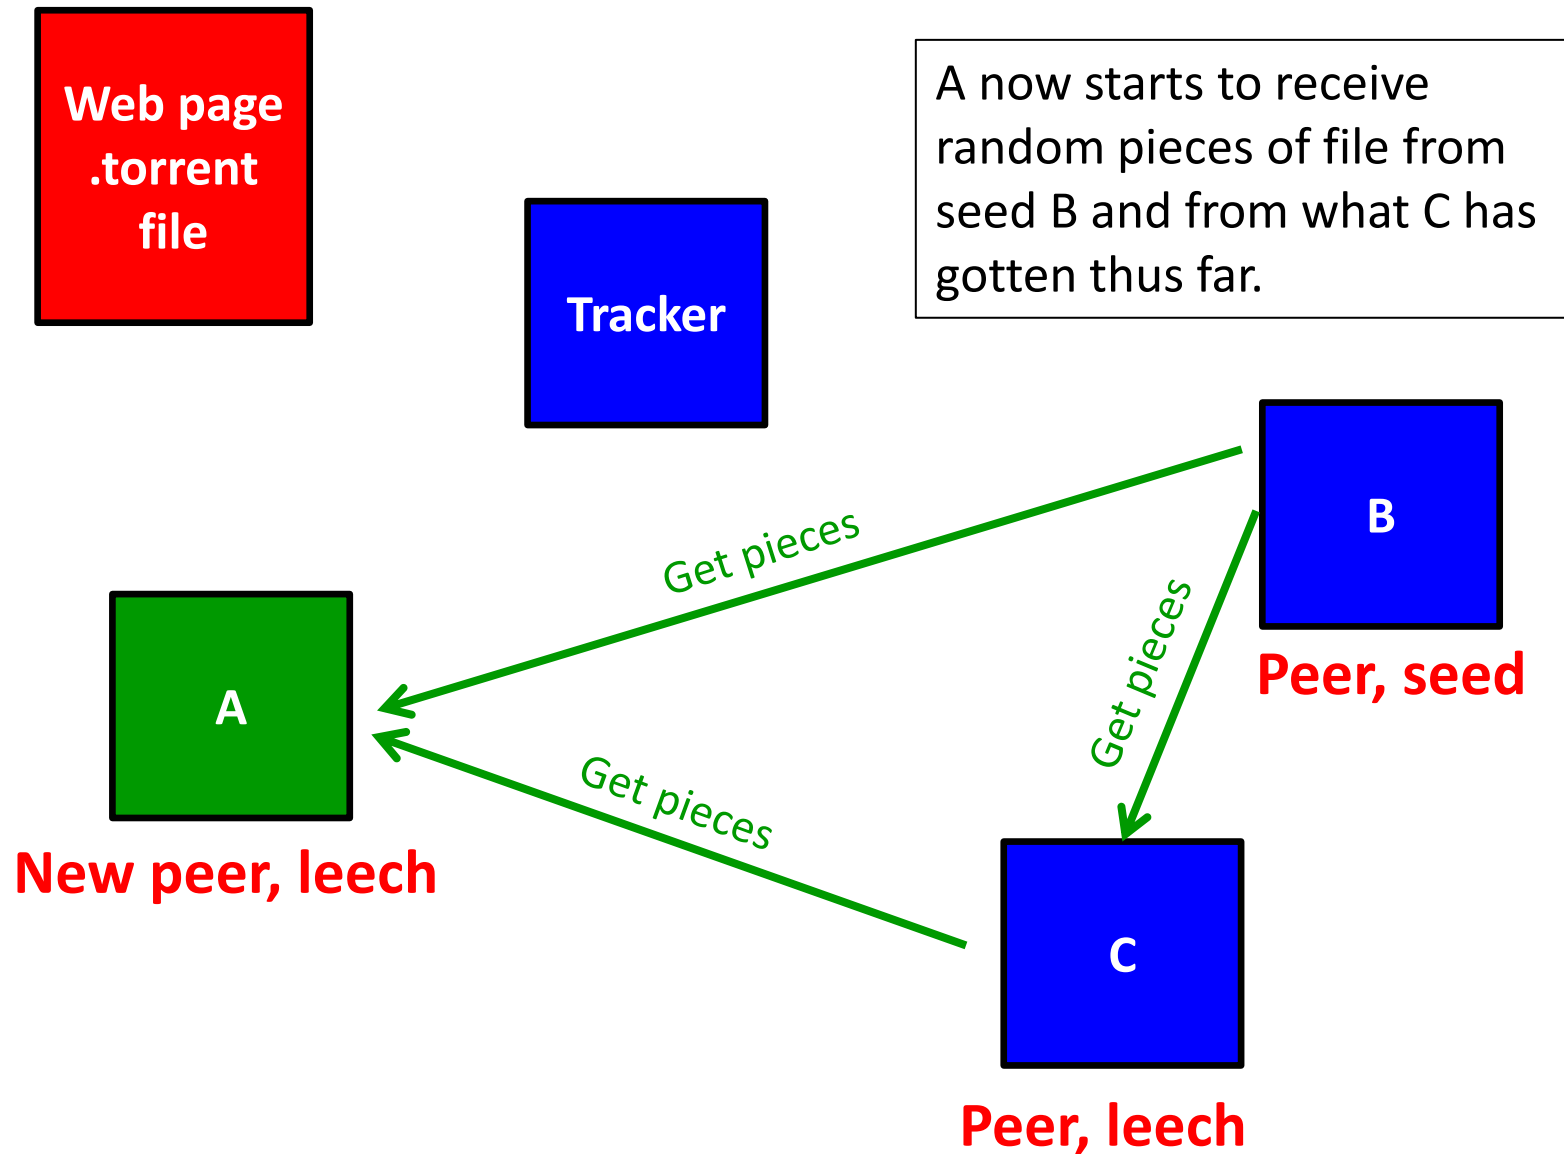 Web page
.torrent
file
A now starts to receive
random pieces of file from
seed B and from what C has
gotten thus far.
Tracker
B
Get pieces
Get pieces
Peer, seed
A
Get pieces
New peer, leech
C
Peer, leech